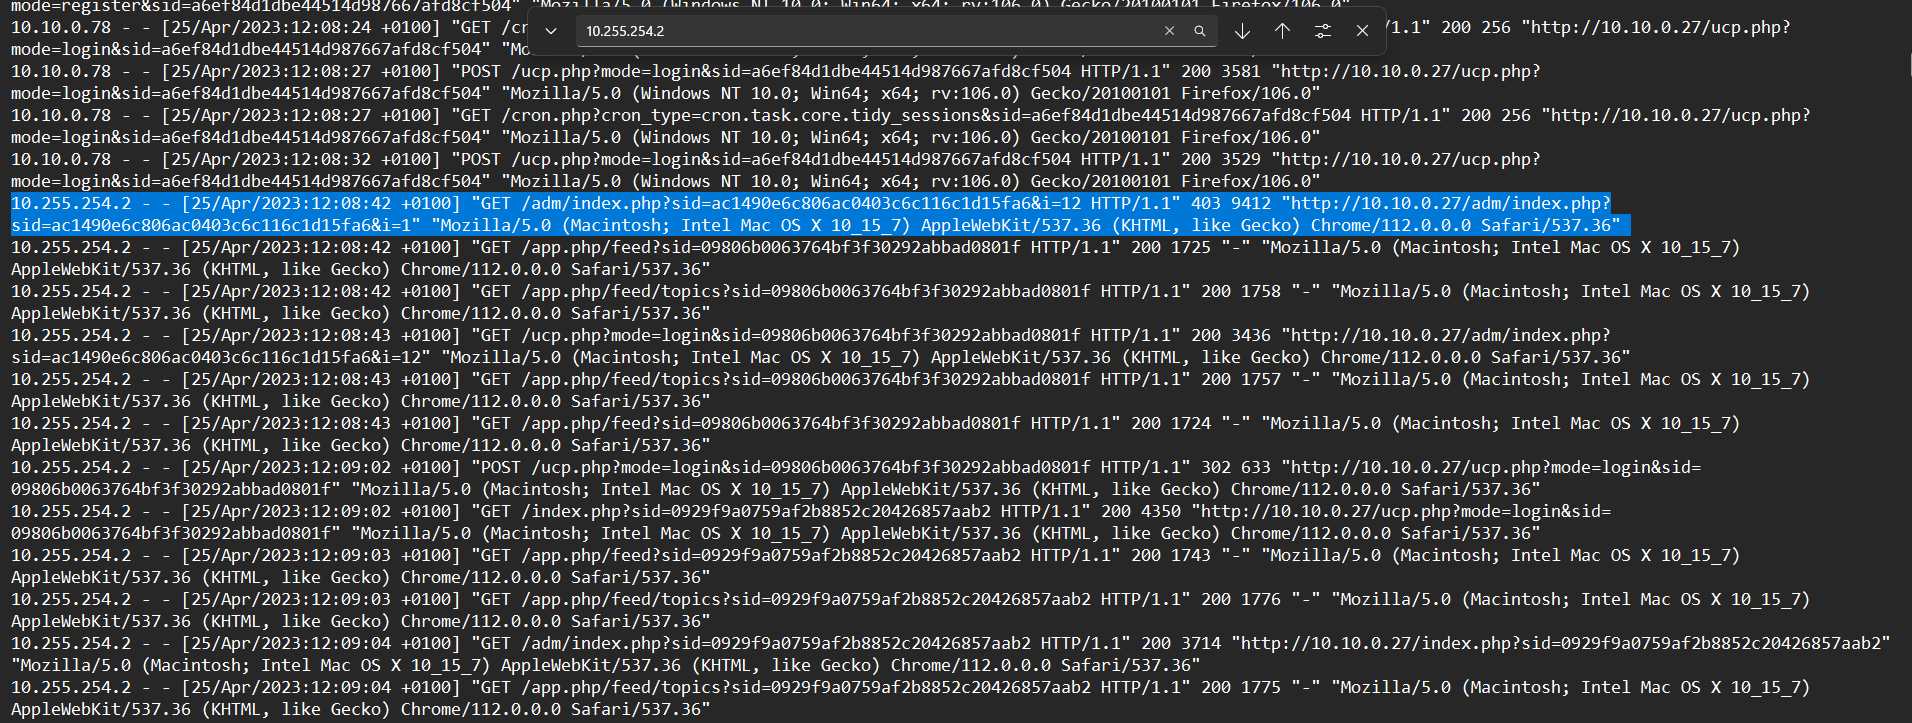 mode=register&sid=a6ef84d1dbe44514d987667afd8cf504" "Mozilla/5.0 (Windows NT 10.0; Win64; x64; rv:106.0) Gecko/20100101 Firefox/106.0"
10.255.254.2
10.10.0.78 - - [25/Apr/2023:12:08:24 +0100] "GET /cr /1.1" 200 256 "http://10.10.0.27/ucp.php?
mode=login&sid=a6ef84d1dbe44514d987667afd8cf504" "Mo
10.10.0.78 - - [25/Apr/2023:12:08:27 +0100] "POST /ucp.php?mode=login&sid=a6ef84d1dbe44514d987667afd8cf504 HTTP/1.1" 200 3581 "http://10.10.0.27/ucp.php?
mode=login&sid=a6ef84d1dbe44514d987667afd8cf504" "Mozilla/5.0 (Windows NT 10.0; Win64; x64; rv:106.0) Gecko/20100101 Firefox/106.0"
10.10.0.78 - - [25/Apr/2023:12:08:27 +0100] "GET /cron.php?cron_type=cron.task.core.tidy_sessions&sid=a6ef84d1dbe44514d987667afd8cf504 HTTP/1.1" 200 256 "http://10.10.0.27/ucp.php?
mode=login&sid=a6ef84d1dbe44514d987667afd8cf504" "Mozilla/5.0 (Windows NT 10.0; Win64; x64; rv:106.0) Gecko/20100101 Firefox/106.0"
10.10.0.78 - - [25/Apr/2023:12:08:32 +0100] "POST /ucp.php?mode=login&sid=a6ef84d1dbe44514d987667afd8cf504 HTTP/1.1" 200 3529 "http://10.10.0.27/ucp.php?
mode=login&sid=a6ef84d1dbe44514d987667afd8cf504" "Mozilla/5.0 (Windows NT 10.0; Win64; x64; rv:106.0) Gecko/20100101 Firefox/106.0"
10.255.254.2 - - [25/Apr/2023:12:08:42 +0100] "GET /adm/index.php?sid=ac1490e6c806ac0403c6c116c1d15fa6&i=12 HTTP/1.1" 403 9412 "http://10.10.0.27/adm/index.php?
sid=ac1490e6c806ac0403c6c116c1d15fa6&i=1" "Mozilla/5.0 (Macintosh; Intel Mac OS X 10_15_7) AppleWebKit/537.36 (KHTML, like Gecko) Chrome/112.0.0.0 Safari/537.36"
10.255.254.2 - - [25/Apr/2023:12:08:42 +0100] "GET /app.php/feed?sid=09806b0063764bf3f30292abbad0801f HTTP/1.1" 200 1725 "-" "Mozilla/5.0 (Macintosh; Intel Mac OS X 10_15_7)
AppleWebKit/537.36 (KHTML, like Gecko) Chrome/112.0.0.0 Safari/537.36"
10.255.254.2 - - [25/Apr/2023:12:08:42 +0100] "GET /app.php/feed/topics?sid=09806b0063764bf3f30292abbad0801f HTTP/1.1" 200 1758 "-" "Mozilla/5.0 (Macintosh; Intel Mac OS X 10_15_7)
AppleWebKit/537.36 (KHTML, like Gecko) Chrome/112.0.0.0 Safari/537.36"
10.255.254.2 - - [25/Apr/2023:12:08:43 +0100] "GET /ucp.php?mode=login&sid=09806b0063764bf3f30292abbad0801f HTTP/1.1" 200 3436 "http://10.10.0.27/adm/index.php?
sid=ac1490e6c806ac0403c6c116c1d15fa6&i=12" "Mozilla/5.0 (Macintosh; Intel Mac OS X 10_15_7) AppleWebKit/537.36 (KHTML, like Gecko) Chrome/112.0.0.0 Safari/537.36"
10.255.254.2 - - [25/Apr/2023:12:08:43 +0100] "GET /app.php/feed/topics?sid=09806b0063764bf3f30292abbad0801f HTTP/1.1" 200 1757 "-" "Mozilla/5.0 (Macintosh; Intel Mac OS X 10_15_7)
AppleWebKit/537.36 (KHTML, like Gecko) Chrome/112.0.0.0 Safari/537.36"
10.255.254.2 - - [25/Apr/2023:12:08:43 +0100] "GET /app.php/feed?sid=09806b0063764bf3f30292abbad0801f HTTP/1.1" 200 1724 "-" "Mozilla/5.0 (Macintosh; Intel Mac OS X 10_15_7)
AppleWebKit/537.36 (KHTML, like Gecko) Chrome/112.0.0.0 Safari/537.36"
10.255.254.2 - - [25/Apr/2023:12:09:02 +0100] "POST /ucp.php?mode=login&sid=09806b0063764bf3f30292abbad0801f HTTP/1.1" 302 633 "http://10.10.0.27/ucp.php?mode=login&sid=
09806b0063764bf3f30292abbad0801f" "Mozilla/5.0 (Macintosh; Intel Mac OS X 10_15_7) AppleWebKit/537.36 (KHTML, like Gecko) Chrome/112.0.0.0 Safari/537.36"
10.255.254.2 - - [25/Apr/2023:12:09:02 +0100] "GET /index.php?sid=0929f9a0759af2b8852c20426857aab2 HTTP/1.1" 200 4350 "http://10.10.0.27/ucp.php?mode=login&sid=
09806b0063764bf3f30292abbad0801f" "Mozilla/5.0 (Macintosh; Intel Mac OS X 10_15_7) AppleWebKit/537.36 (KHTML, like Gecko) Chrome/112.0.0.0 Safari/537.36"
10.255.254.2 - - [25/Apr/2023:12:09:03 +0100] "GET /app.php/feed?sid=0929f9a0759af2b8852c20426857aab2 HTTP/1.1" 200 1743 "-" "Mozilla/5.0 (Macintosh; Intel Mac OS X 10_15_7)
AppleWebKit/537.36 (KHTML, like Gecko) Chrome/112.0.0.0 Safari/537.36"
10.255.254.2 - - [25/Apr/2023:12:09:03 +0100] "GET /app.php/feed/topics?sid=0929f9a0759af2b8852c20426857aab2 HTTP/1.1" 200 1776 "-" "Mozilla/5.0 (Macintosh; Intel Mac OS X 10_15_7)
AppleWebKit/537.36 (KHTML, like Gecko) Chrome/112.0.0.0 Safari/537.36"
10.255.254.2 - - [25/Apr/2023:12:09:04 +0100] "GET /adm/index.php?sid=0929f9a0759af2b8852c20426857aab2 HTTP/1.1" 200 3714 "http://10.10.0.27/index.php?sid=0929f9a0759af2b8852c20426857aab2"
"Mozilla/5.0 (Macintosh; Intel Mac OS X 10_15_7) AppleWebKit/537.36 (KHTML, like Gecko) Chrome/112.0.0.0 Safari/537.36"
10.255.254.2 - - [25/Apr/2023:12:09:04 +0100] "GET /app.php/feed/topics?sid=0929f9a0759af2b8852c20426857aab2 HTTP/1.1" 200 1775 "-" "Mozilla/5.0 (Macintosh; Intel Mac OS X 10_15_7)
AppleWebKit/537.36 (KHTML, like Gecko) Chrome/112.0.0.0 Safari/537.36"